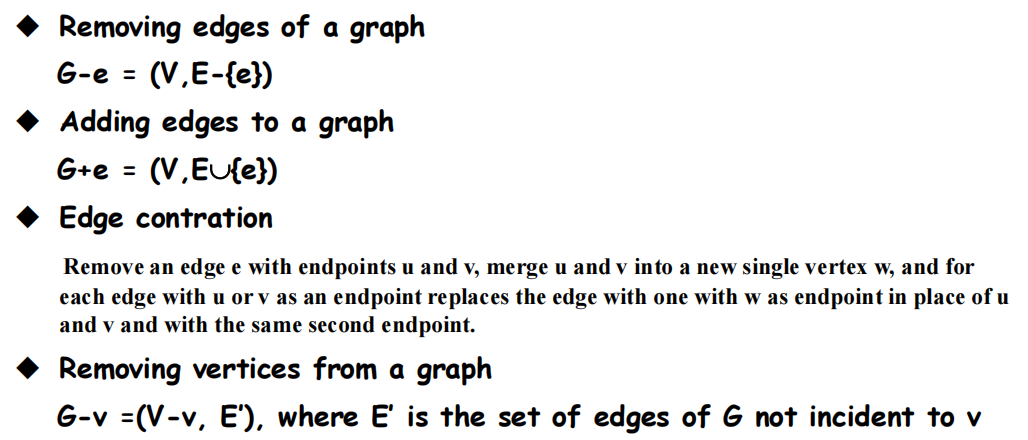 ◆ Removing edges of a graph
G-e = (V,E-{e})
◆ Adding edges to a graph
G+e = (V,E∪{e})
◆ Edge contration
Remove an edge e with endpoints u and v, merge u and v into a new single vertex w, and for
each edge with u or v as an endpoint replaces the edge with one with w as endpoint in place of u
and v and with the same second endpoint.
◆ Removing vertices from a graph
G-v =(V-v, E’), where E’ is the set of edges of G not incident to v